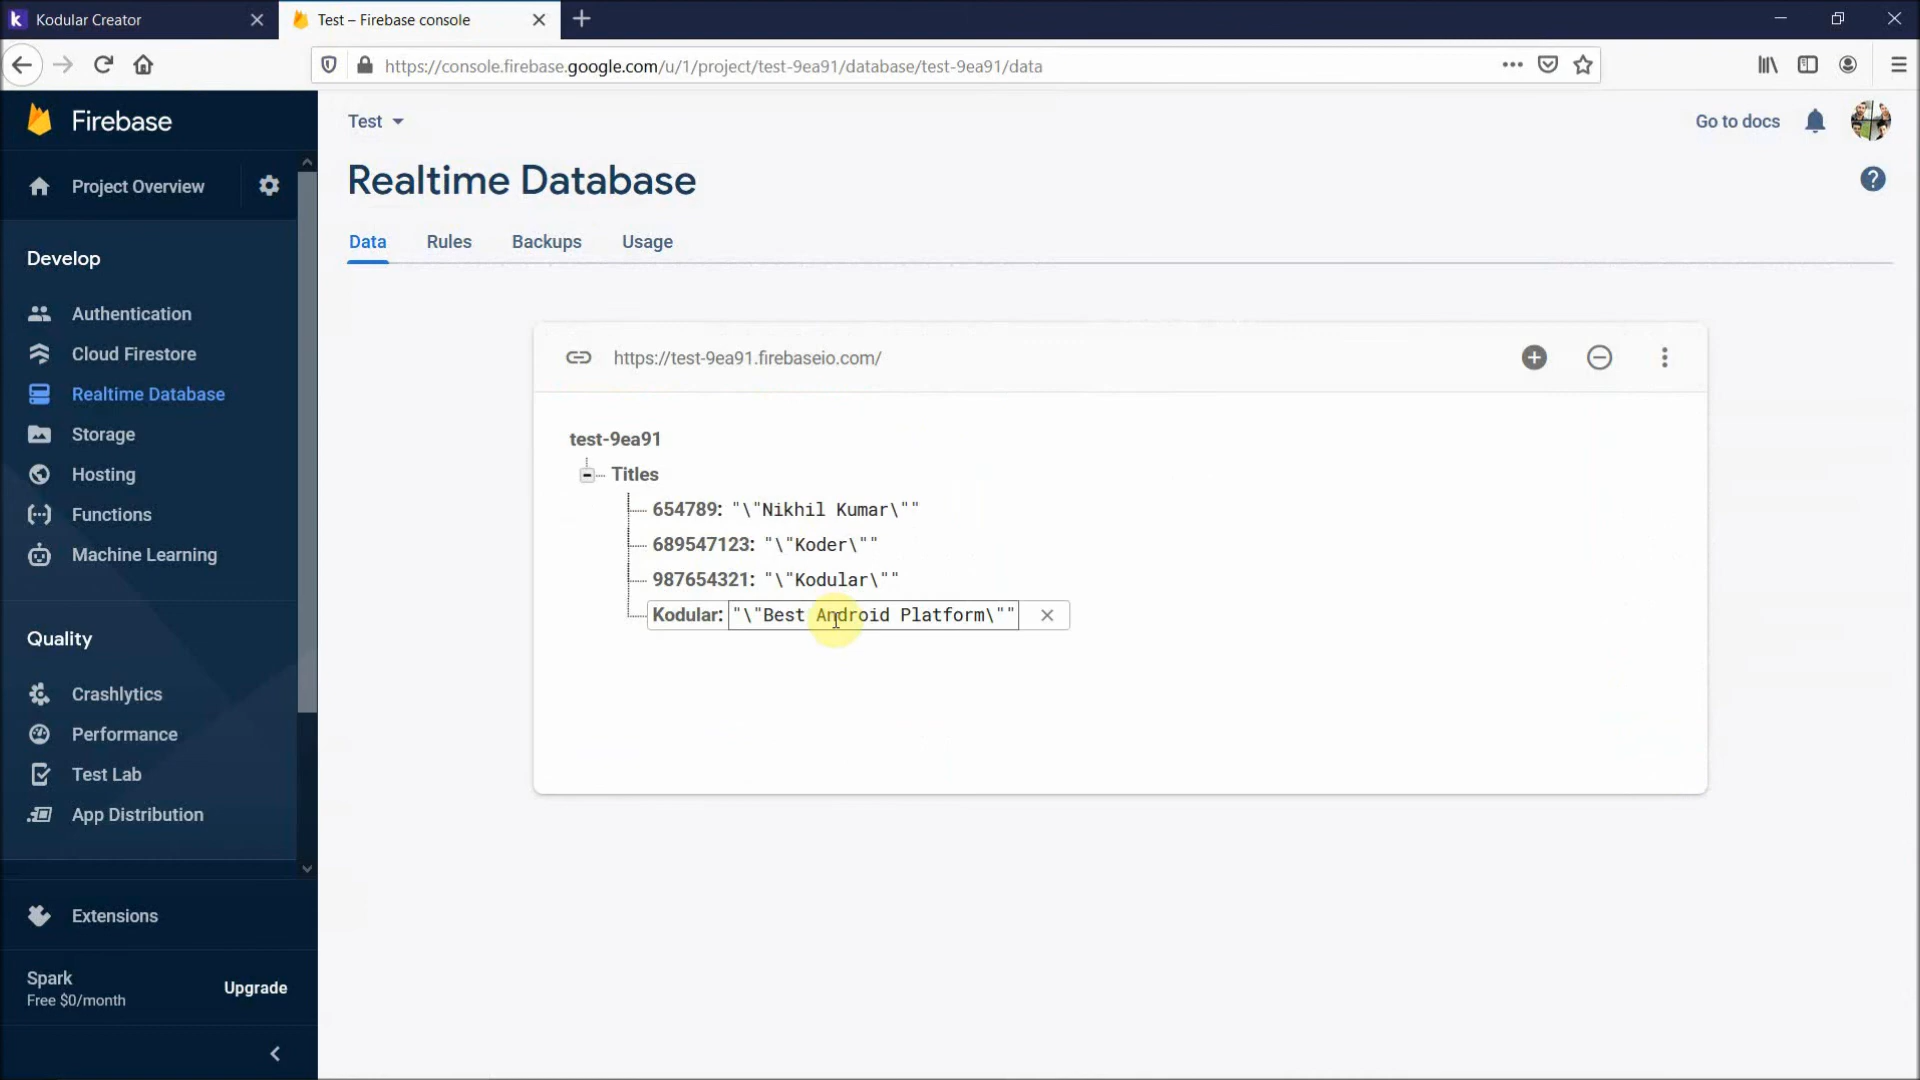 Kodular Creator
Test – Firebase console
https://console.firebase.google.com/u/1/project/test-9ea91/database/test-9ea91/data
Firebase
Test
Go to docs
Project Overview
Realtime Database
Data
Rules
Backups
Usage
Develop
Authentication
Cloud Firestore
Realtime Database
Storage
Hosting
Functions
Machine Learning
https://test-9ea91.firebaseio.com/
test-9ea91
Titles
654789: "\"Nikhil Kumar\""
689547123: "\"Koder\""
987654321: "\"Kodular\""
Kodular: "\"Best Android Platform\""
Quality
Crashlytics
Performance
Test Lab
App Distribution
Extensions
Spark
Free $0/month
Upgrade